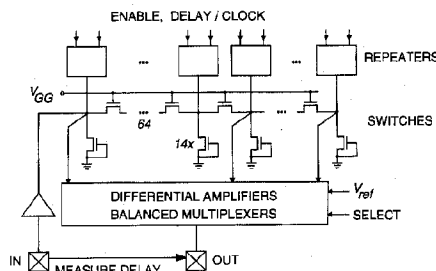 ENABLE, DELAY / CLOCK
... ...
REPEATERS
VGG
... ...
SWITCHES
64
14x
DIFFERENTIAL AMPLIFIERS
BALANCED MULTIPLEXERS
Vref
SELECT
IN
MEASURE DELAY
OUT